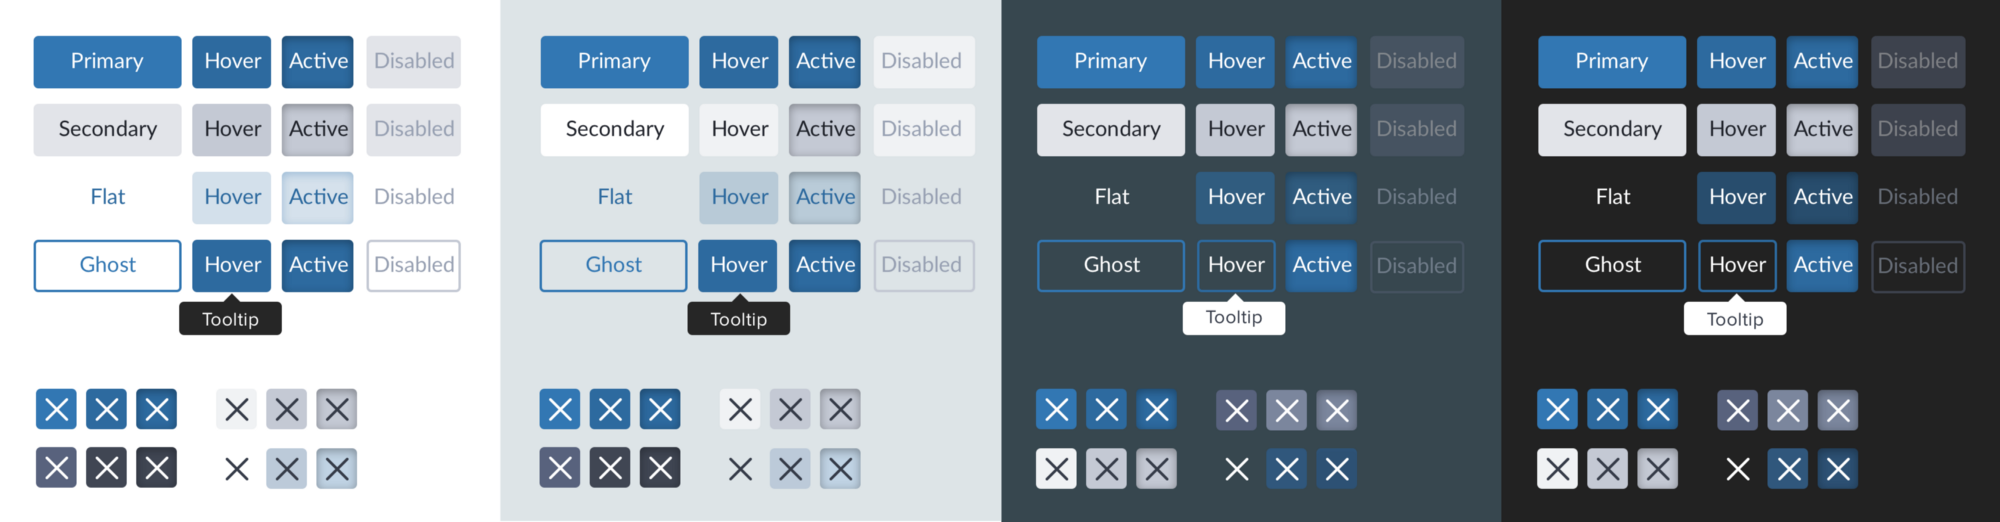 Primary Hover Active Disabled
Secondary Hover Active Disabled
Flat Hover Active Disabled
Ghost Hover Active Disabled
Tooltip
Primary Hover Active Disabled
Secondary Hover Active Disabled
Flat Hover Active Disabled
Ghost Hover Active Disabled
Tooltip
Primary Hover Active Disabled
Secondary Hover Active Disabled
Flat Hover Active Disabled
Ghost Hover Active Disabled
Tooltip
Primary Hover Active Disabled
Secondary Hover Active Disabled
Flat Hover Active Disabled
Ghost Hover Active Disabled
Tooltip